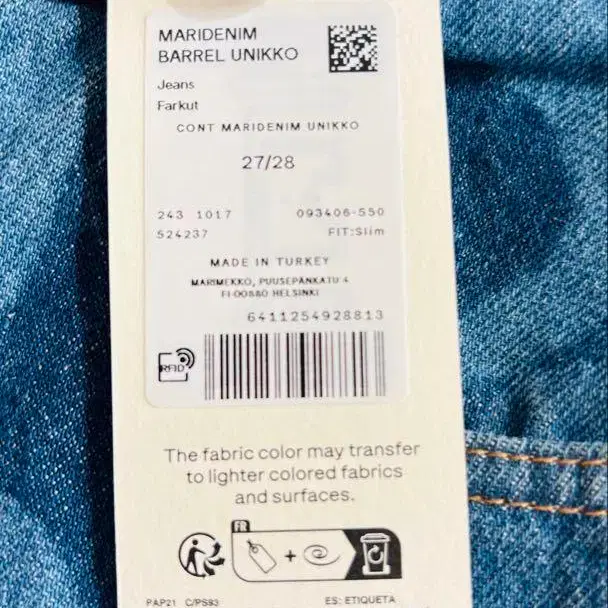 MARIDENIM
BARREL UNIKKO
Jeans
Farkut
CONT MARIDENIM UNIKKO
27/28
243 1017 093406-550
524237 FIT:Slim
MADE IN TURKEY
MARIMEKKO, PUUSEPÄNKATU 4
FI-00880 HELSINKI
6411254928813
RFID
The fabric color may transfer
to lighter colored fabrics
and surfaces.
FR
PAP21 C/PS93 ES: ETIQUETA